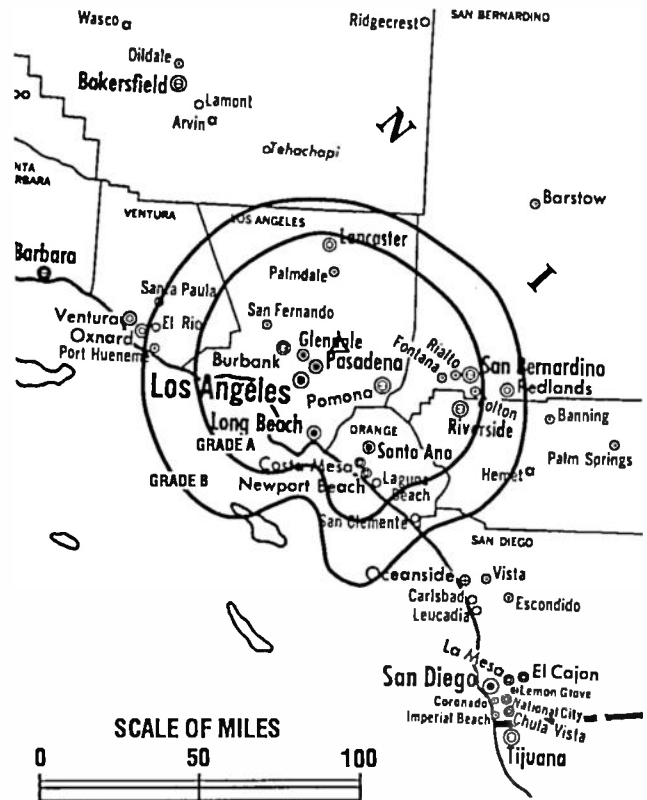 Wasco
Ridgecrest
SAN BERNARDINO
Oildale
Bakersfield
Lamont
Arvin
N
Tehachapi
NTA
RBARA
VENTURA
LOS ANGELES
Barstow
Lancaster
Barbara
I
Palmdale
Santa Paula
San Fernando
Ventura
El Rio
Oxnard
Port Hueneme
Glendale
Burbank
Pasadena
Rialto
Fontana
San Bernardino
Los Angeles
Pomona
Redlands
Colton
Long Beach
ORANGE
Riverside
Banning
GRADE A
Santa Ana
Palm Springs
Costa Mesa
GRADE B
Newport Beach
Laguna
Beach
Hemet
San Clemente
SAN DIEGO
Oceanside
Vista
Carlsbad
Escondido
Leucadia
La Mesa
El Cajon
San Diego
Lemon Grove
Coronado
National City
Imperial Beach
Chula Vista
Tijuana
SCALE OF MILES
0 50 100